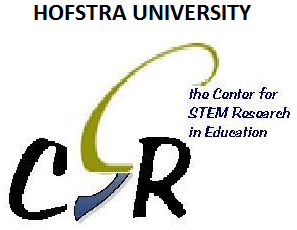 HOFSTRA UNIVERSITY
the Center for
STEM Research
in Education
CSR